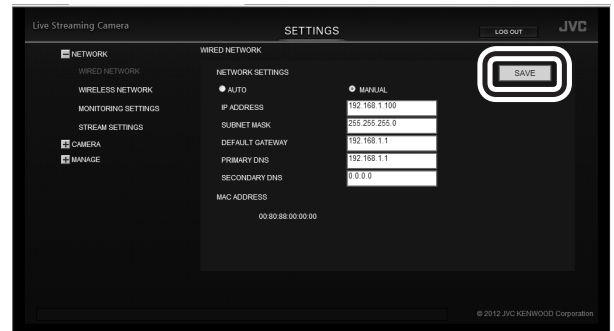 Live Streaming Camera
SETTINGS
LOG OUT
JVC
NETWORK
WIRED NETWORK
WIRELESS NETWORK
MONITORING SETTINGS
STREAM SETTINGS
CAMERA
MANAGE
WIRED NETWORK
NETWORK SETTINGS
SAVE
AUTO
MANUAL
IP ADDRESS
192.168.1.100
SUBNET MASK
255.255.255.0
DEFAULT GATEWAY
192.168.1.1
PRIMARY DNS
192.168.1.1
SECONDARY DNS
0.0.0.0
MAC ADDRESS
00:80:88:00:00:00
© 2012 JVC KENWOOD Corporation